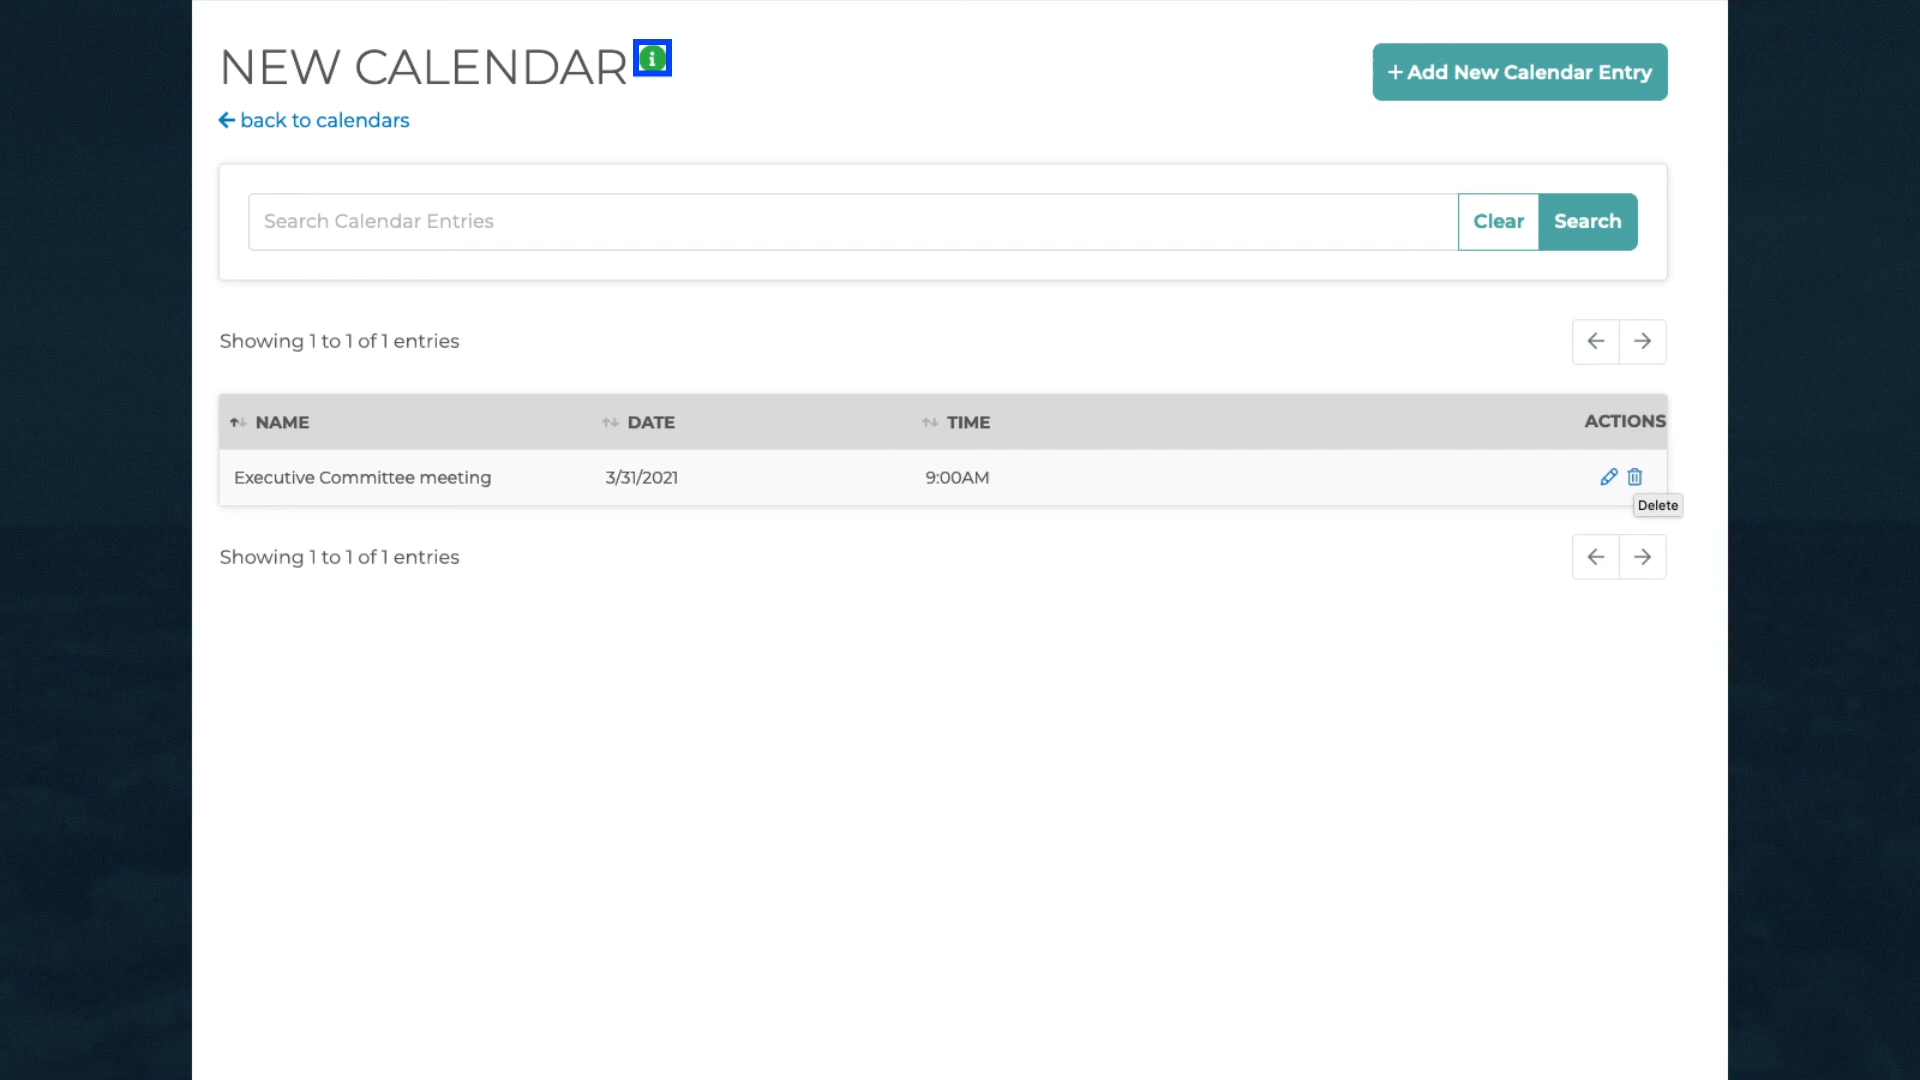 NEW CALENDAR
+ Add New Calendar Entry
back to calendars
Search Calendar Entries
Clear
Search
Showing 1 to 1 of 1 entries
NAME
DATE
TIME
ACTIONS
Executive Committee meeting
3/31/2021
9:00AM
Delete
Showing 1 to 1 of 1 entries